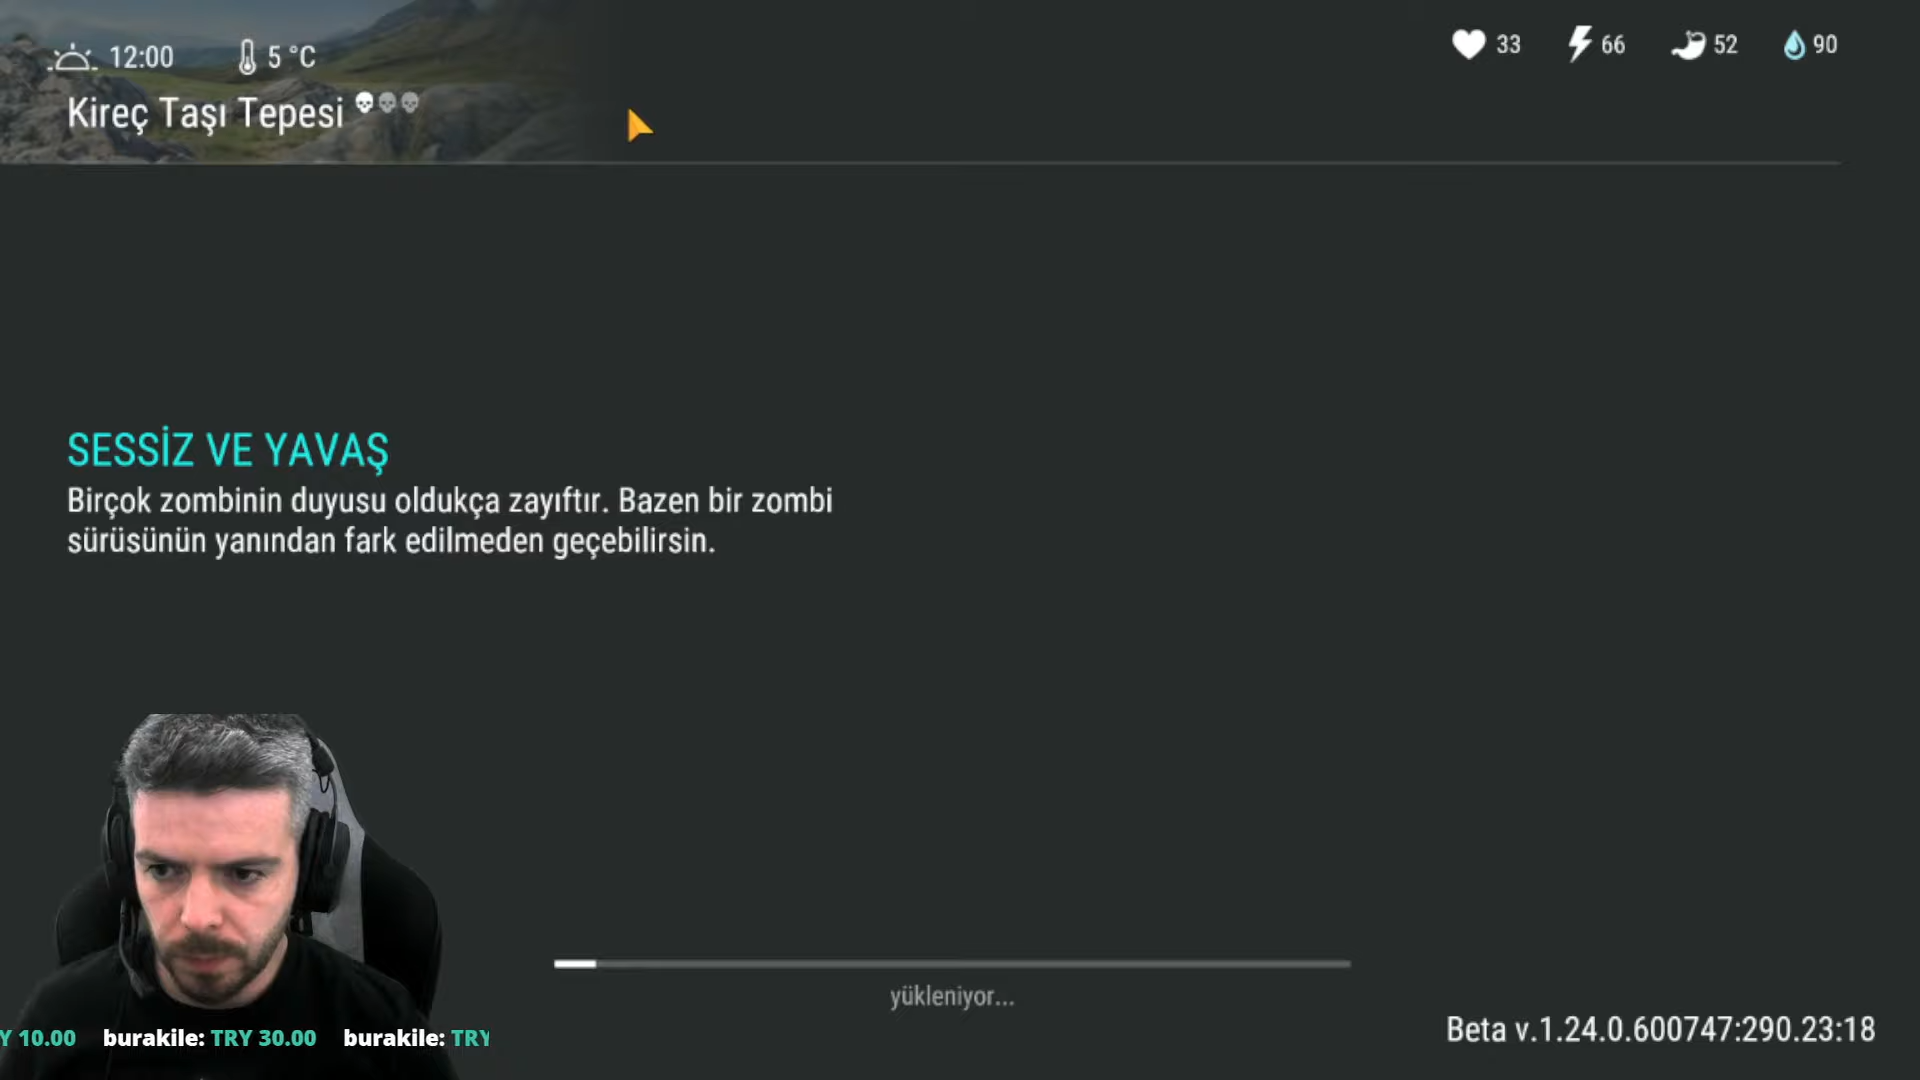 12:00 5 °C
33 66 52 90
Kireç Taşı Tepesi
SESSİZ VE YAVAŞ
Birçok zombinin duyusu oldukça zayıftır. Bazen bir zombi
sürüsünün yanından fark edilmeden geçebilirsin.
yükleniyor...
Y 10.00 burakile: TRY 30.00 burakile: TRY
Beta v.1.24.0.600747:290.23:18